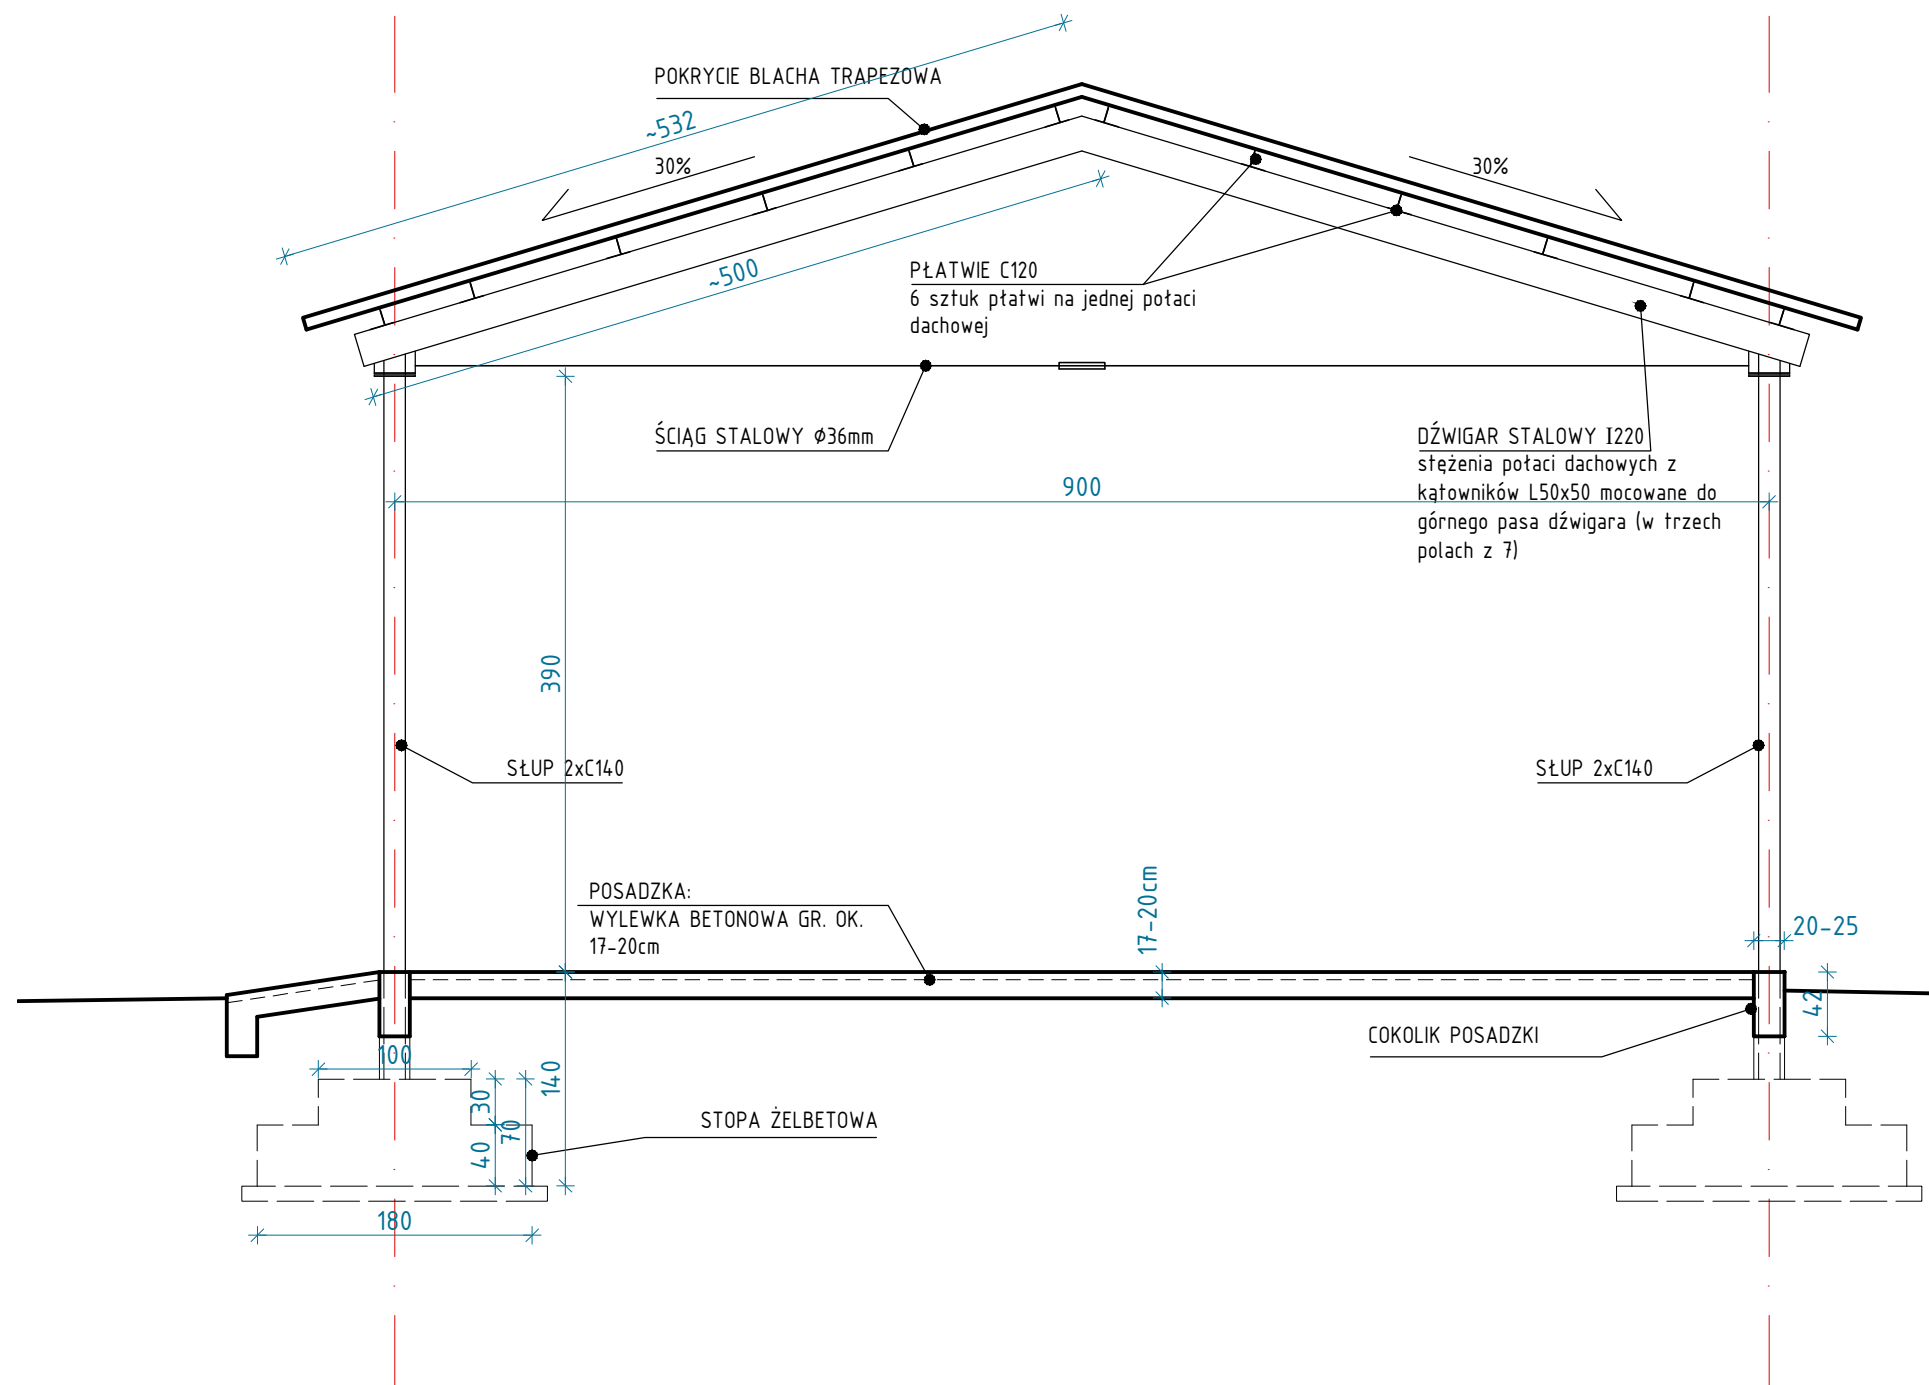 POKRYCIE BLACHA TRAPEZOWA
~532
30%
30%
~500
PŁATWIE C120
6 sztuk płatwi na jednej połaci
dachowej
ŚCIĄG STALOWY Ø36mm
DŹWIGAR STALOWY I220
stężenia połaci dachowych z
kątowników L50x50 mocowane do
górnego pasa dźwigara (w trzech
polach z 7)
900
390
SŁUP 2xC140
SŁUP 2xC140
POSADZKA:
WYLEWKA BETONOWA GR. OK.
17-20cm
17-20cm
20-25
42
COKOLIK POSADZKI
100
30
140
70
40
STOPA ŻELBETOWA
180